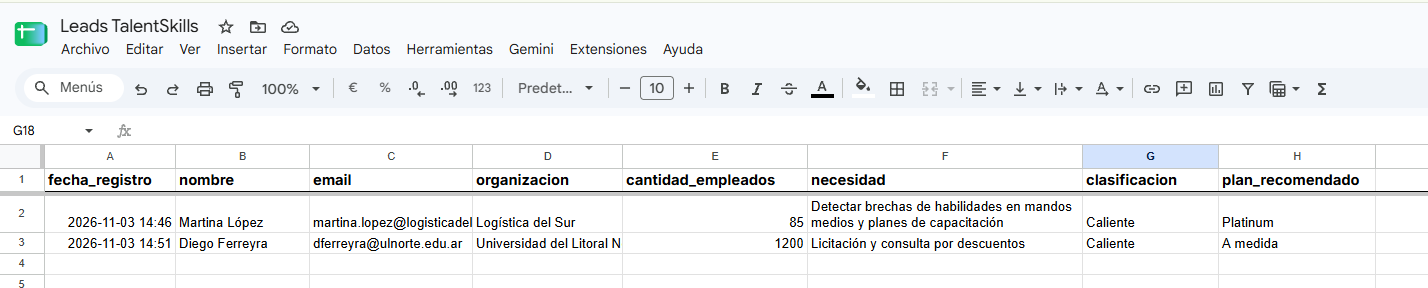 Leads TalentSkills
Archivo Editar Ver Insertar Formato Datos Herramientas Gemini Extensiones Ayuda
Menús 100% € % .0 .00 123 Predet... − 10 + B I S A Σ
G18 fx
A B C D E F G H
1 fecha_registro nombre email organizacion cantidad_empleados necesidad clasificacion plan_recomendado
Detectar brechas de habilidades en mandos
2 2026-11-03 14:46 Martina López martina.lopez@logisticadel Logística del Sur 85 medios y planes de capacitación Caliente Platinum
3 2026-11-03 14:51 Diego Ferreyra dferreyra@ulnorte.edu.ar Universidad del Litoral N 1200 Licitación y consulta por descuentos Caliente A medida
4
5